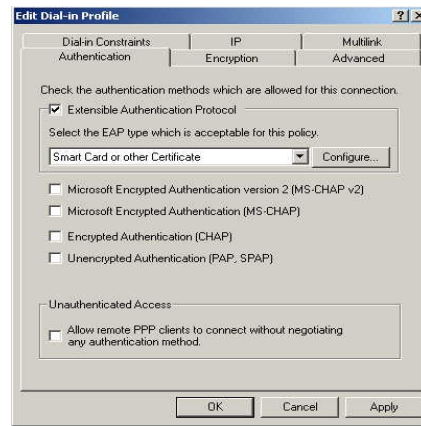 Edit Dial-in Profile
Dial-in Constraints IP Multilink
Authentication Encryption Advanced
Check the authentication methods which are allowed for this connection.
Extensible Authentication Protocol
Select the EAP type which is acceptable for this policy.
Smart Card or other Certificate Configure...
Microsoft Encrypted Authentication version 2 (MS-CHAP v2)
Microsoft Encrypted Authentication (MS-CHAP)
Encrypted Authentication (CHAP)
Unencrypted Authentication (PAP, SPAP)
Unauthenticated Access
Allow remote PPP clients to connect without negotiating
any authentication method.
OK Cancel Apply